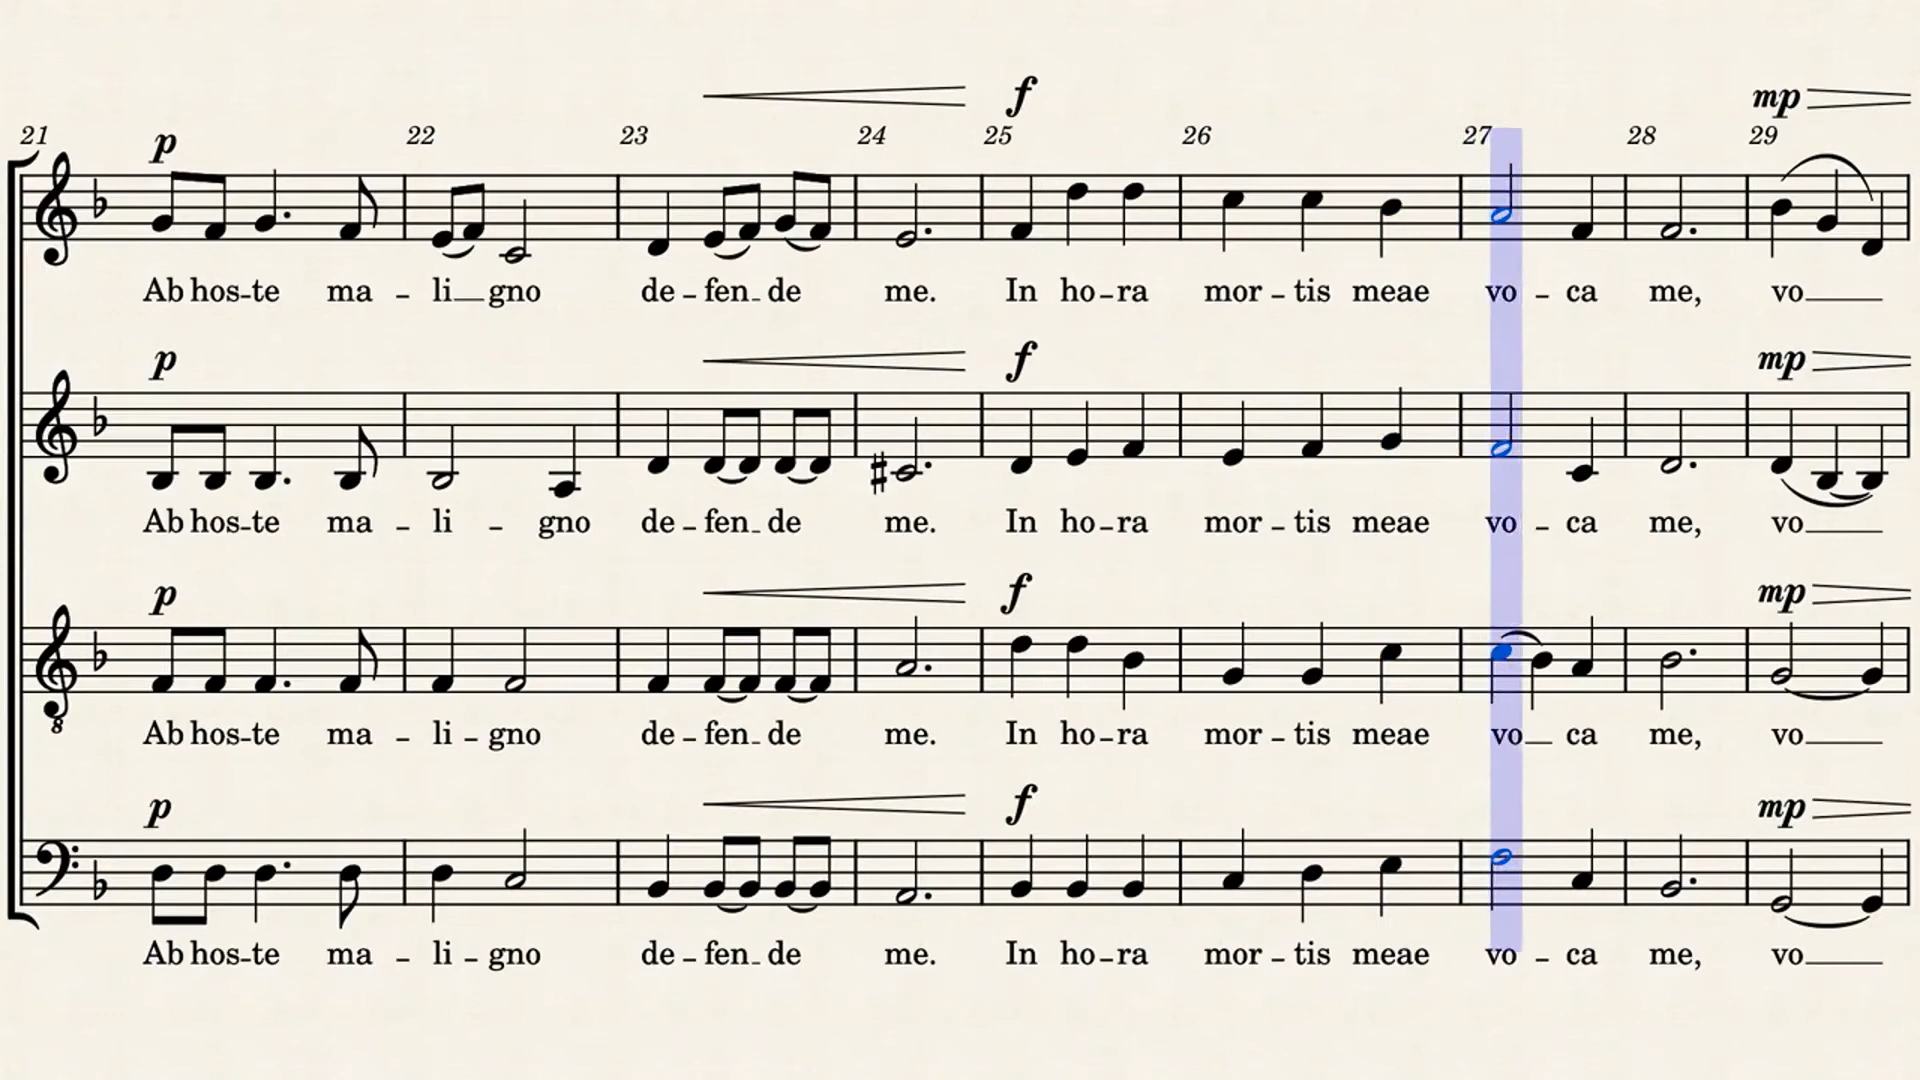 f mp
21 p 22 23 24 25 26 27 28 29
Ab hos-te ma - li gno de - fen - de me. In ho-ra mor - tis meae vo - ca me, vo
p f mp
Ab hos-te ma - li - gno de - fen - de me. In ho-ra mor - tis meae vo - ca me, vo
p f mp
8
Ab hos-te ma - li - gno de - fen - de me. In ho-ra mor - tis meae vo ca me, vo
p f mp
Ab hos-te ma - li - gno de - fen - de me. In ho-ra mor - tis meae vo - ca me, vo